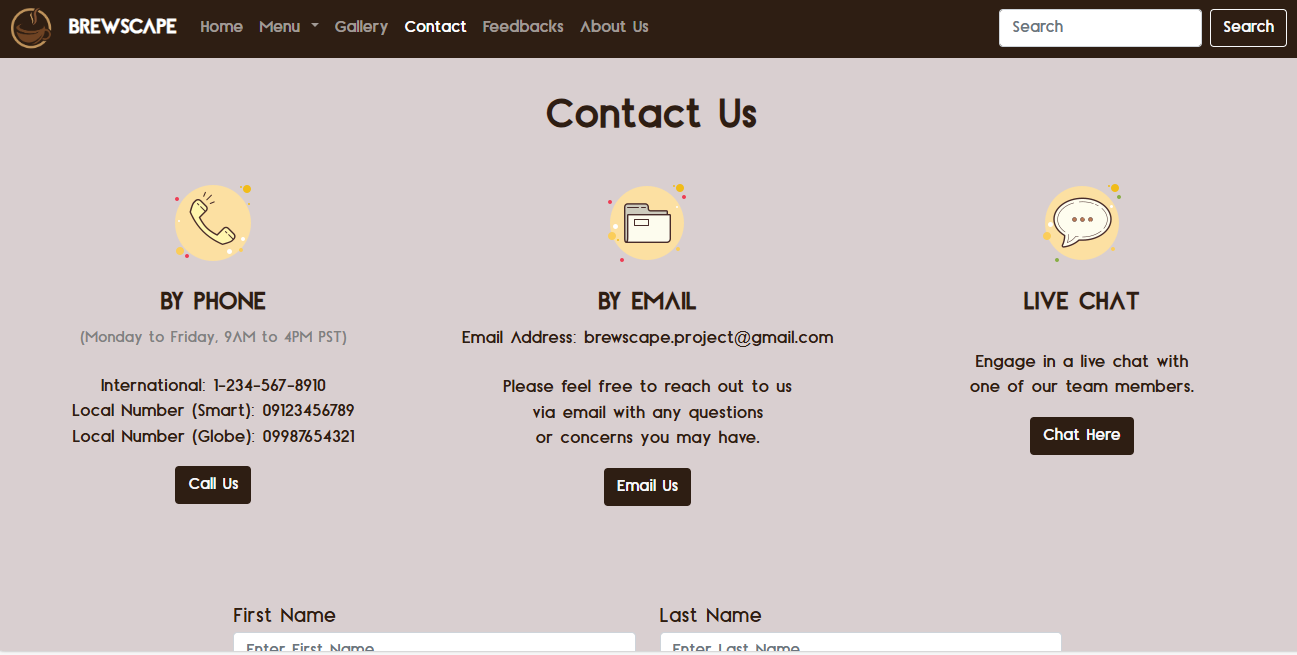 BREWSCAPE Home Menu Gallery Contact Feedbacks About Us Search Search
Contact Us
BY PHONE
(Monday to Friday, 9AM to 4PM PST)
International: 1-234-567-8910
Local Number (Smart): 09123456789
Local Number (Globe): 09987654321
Call Us
BY EMAIL
Email Address: brewscape.project@gmail.com
Please feel free to reach out to us
via email with any questions
or concerns you may have.
Email Us
LIVE CHAT
Engage in a live chat with
one of our team members.
Chat Here
First Name Last Name
Enter First Name Enter Last Name